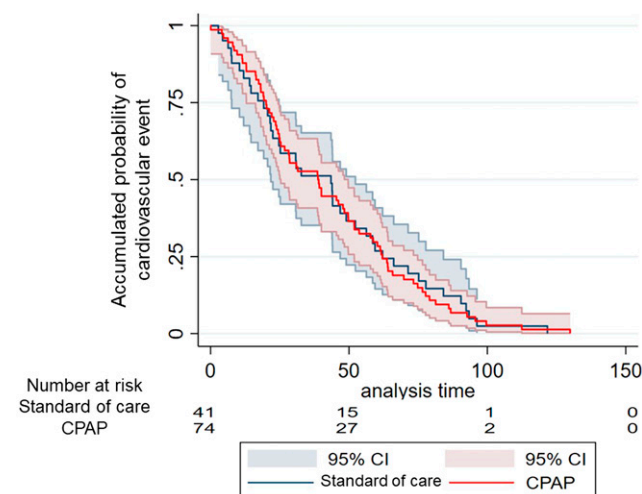 Accumulated probability of
cardiovascular event
1
.75
.5
.25
0
0 50 100 150
analysis time
Number at risk
Standard of care 41 15 1 0
CPAP 74 27 2 0
95% CI 95% CI
Standard of care CPAP